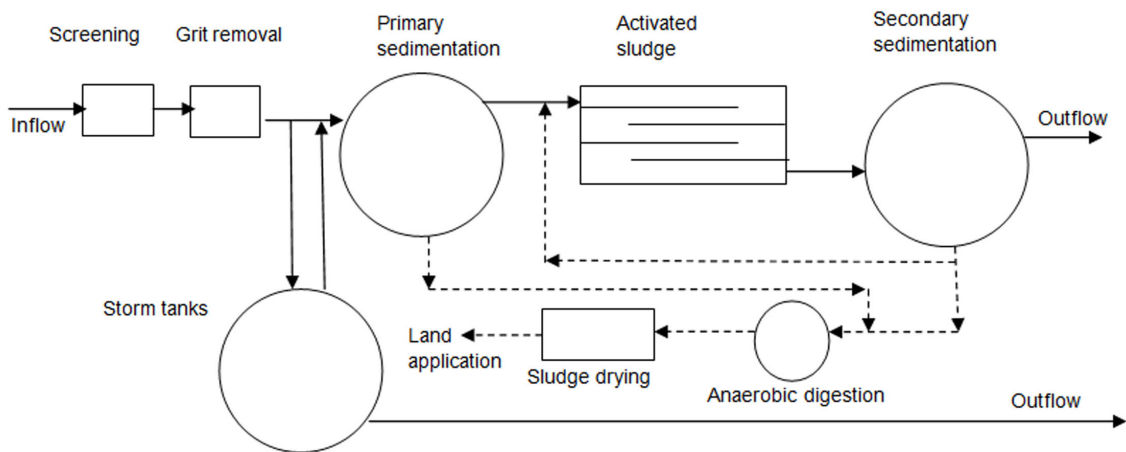 Screening
Grit removal
Primary
sedimentation
Activated
sludge
Secondary
sedimentation
Inflow
Outflow
Storm tanks
Land
application
Sludge drying
Anaerobic digestion
Outflow